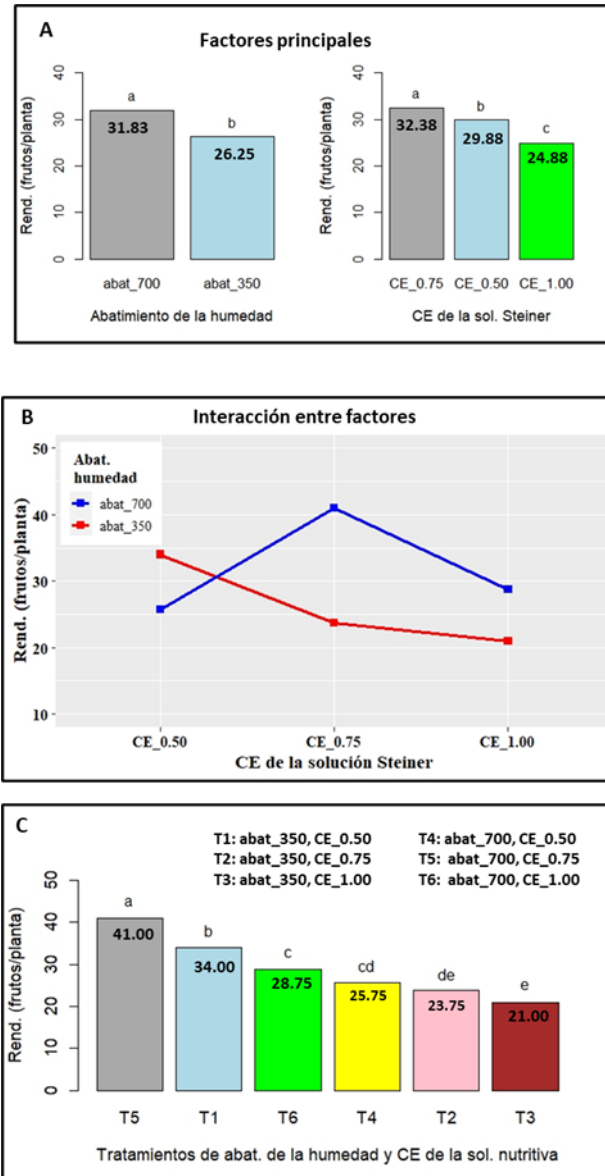 A
Factores principales
Rend. (frutos/planta)
40
30
20
10
0
a
31.83
b
26.25
abat_700
abat_350
Abatimiento de la humedad
Rend. (frutos/planta)
40
30
20
10
0
a
32.38
b
29.88
c
24.88
CE_0.75
CE_0.50
CE_1.00
CE de la sol. Steiner
B
Interacción entre factores
Rend. (frutos/planta)
50
40
30
20
10
Abat.
humedad
abat_700
abat_350
CE_0.50
CE_0.75
CE_1.00
CE de la solución Steiner
C
T1: abat_350, CE_0.50
T2: abat_350, CE_0.75
T3: abat_350, CE_1.00
T4: abat_700, CE_0.50
T5: abat_700, CE_0.75
T6: abat_700, CE_1.00
Rend. (frutos/planta)
50
40
30
20
10
0
a
41.00
b
34.00
c
28.75
cd
25.75
de
23.75
e
21.00
T5
T1
T6
T4
T2
T3
Tratamientos de abat. de la humedad y CE de la sol. nutritiva